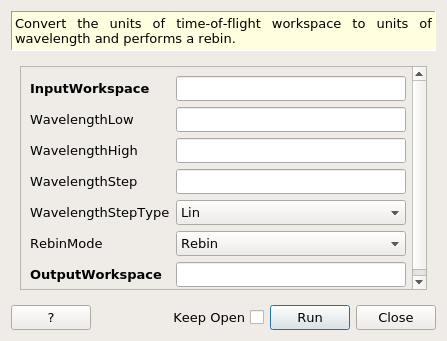 Convert the units of time-of-flight workspace to units of
wavelength and performs a rebin.
InputWorkspace
WavelengthLow
WavelengthHigh
WavelengthStep
WavelengthStepType Lin
RebinMode Rebin
OutputWorkspace
? Keep Open Run Close